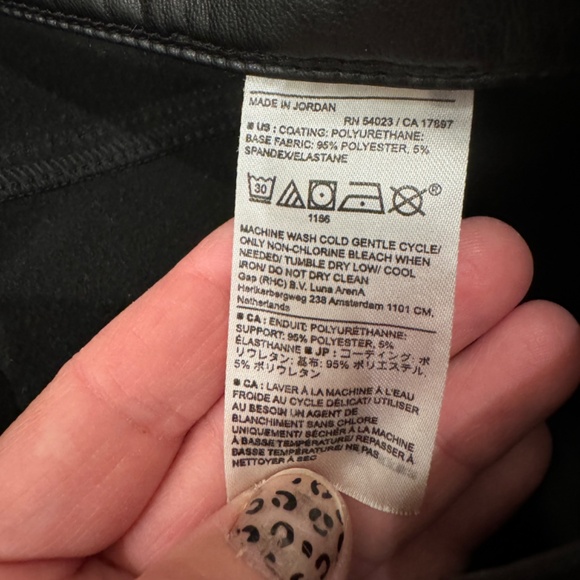 MADE IN JORDAN
RN 54023 / CA 17897
■ US : COATING: POLYURETHANE:
BASE FABRIC: 95% POLYESTER, 5%
SPANDEX/ELASTANE
30
®
1186
MACHINE WASH COLD GENTLE CYCLE/
ONLY NON-CHLORINE BLEACH WHEN
NEEDED/ TUMBLE DRY LOW/ COOL
IRON/ DO NOT DRY CLEAN
Gap (RHC) B.V. Luna ArenA
Herikerbergweg 238 Amsterdam 1101 CM,
Netherlands
■ CA : ENDUIT: POLYURÉTHANNE:
SUPPORT: 95% POLYESTER, 5%
ÉLASTHANNE ■ JP : コーティング: ポ
リウレタン: 基布: 95% ポリエステル,
5% ポリウレタン
■ CA : LAVER À LA MACHINE À L'EAU
FROIDE AU CYCLE DÉLICAT/ UTILISER
AU BESOIN UN AGENT DE
BLANCHIMENT SANS CHLORE
UNIQUEMENT/ SÉCHER À LA MACHINE
À BASSE TEMPÉRATURE/ REPASSER À
BASSE TEMPÉRATURE/ NE PAS
NETTOYER À SEC